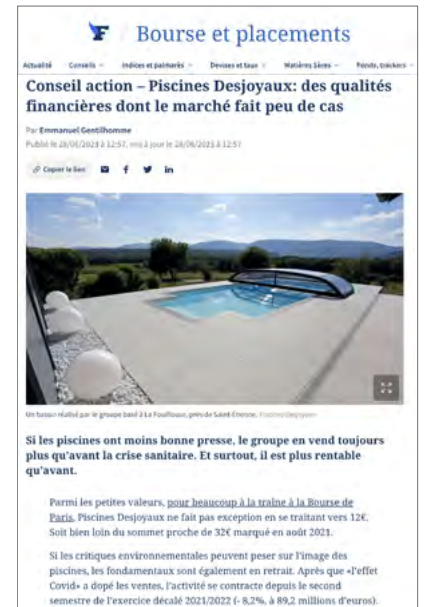 F Bourse et placements
Actualité Conseils Indices et palmarès Devises et taux Matières 1ères Fonds, trackers
Conseil action – Piscines Desjoyaux: des qualités
financières dont le marché fait peu de cas
Par Emmanuel Gentilhomme
Publié le 28/06/2023 à 12:57, mis à jour le 28/06/2023 à 12:57
Copier le lien
Un bassin réalisé par le groupe basé à La Fouillouse, près de Saint-Étienne. Piscines Desjoyaux
Si les piscines ont moins bonne presse, le groupe en vend toujours
plus qu'avant la crise sanitaire. Et surtout, il est plus rentable
qu'avant.
Parmi les petites valeurs, pour beaucoup à la traîne à la Bourse de
Paris, Piscines Desjoyaux ne fait pas exception en se traitant vers 12€.
Soit bien loin du sommet proche de 32€ marqué en août 2021.
Si les critiques environnementales peuvent peser sur l'image des
piscines, les fondamentaux sont également en retrait. Après que «l'effet
Covid» a dopé les ventes, l'activité se contracte depuis le second
semestre de l'exercice décalé 2021/2022 (- 8,2%, à 89,2 millions d'euros).